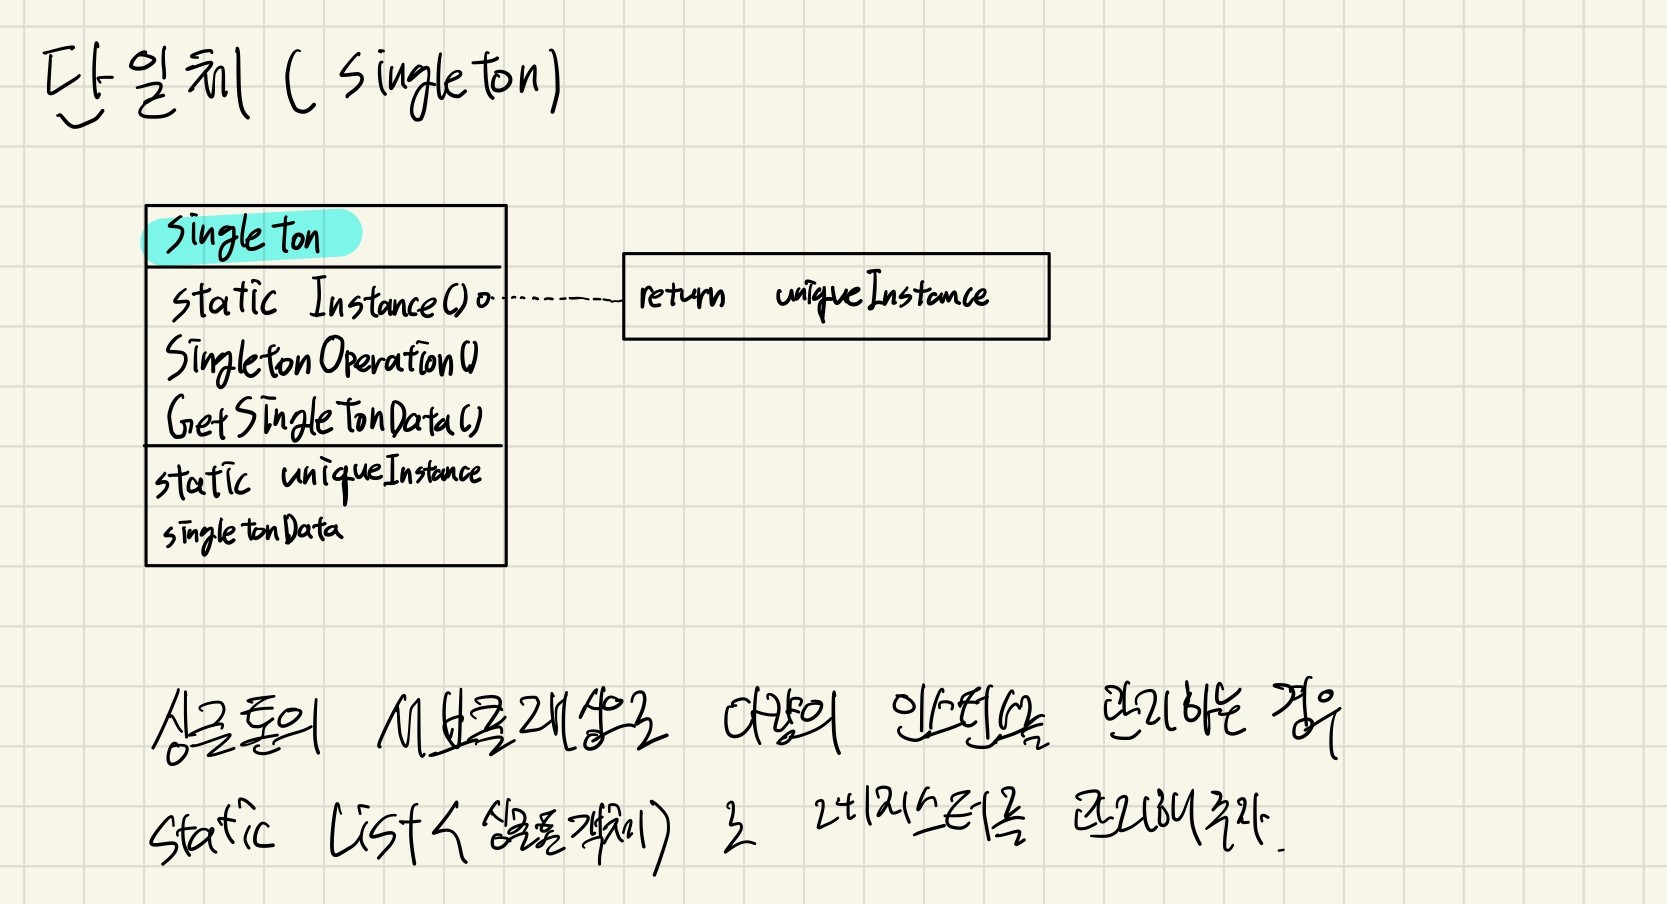 단일체 (singleton)
Singleton
static Instance()
return uniqueInstance
SingletonOperation()
GetSingletonData()
static uniqueInstance
singletonData
싱글톤의 서브클래싱으로 다량의 인스턴스를 관리하는 경우
static List<싱글톤객체> 로 레지스터를 관리해 주자.